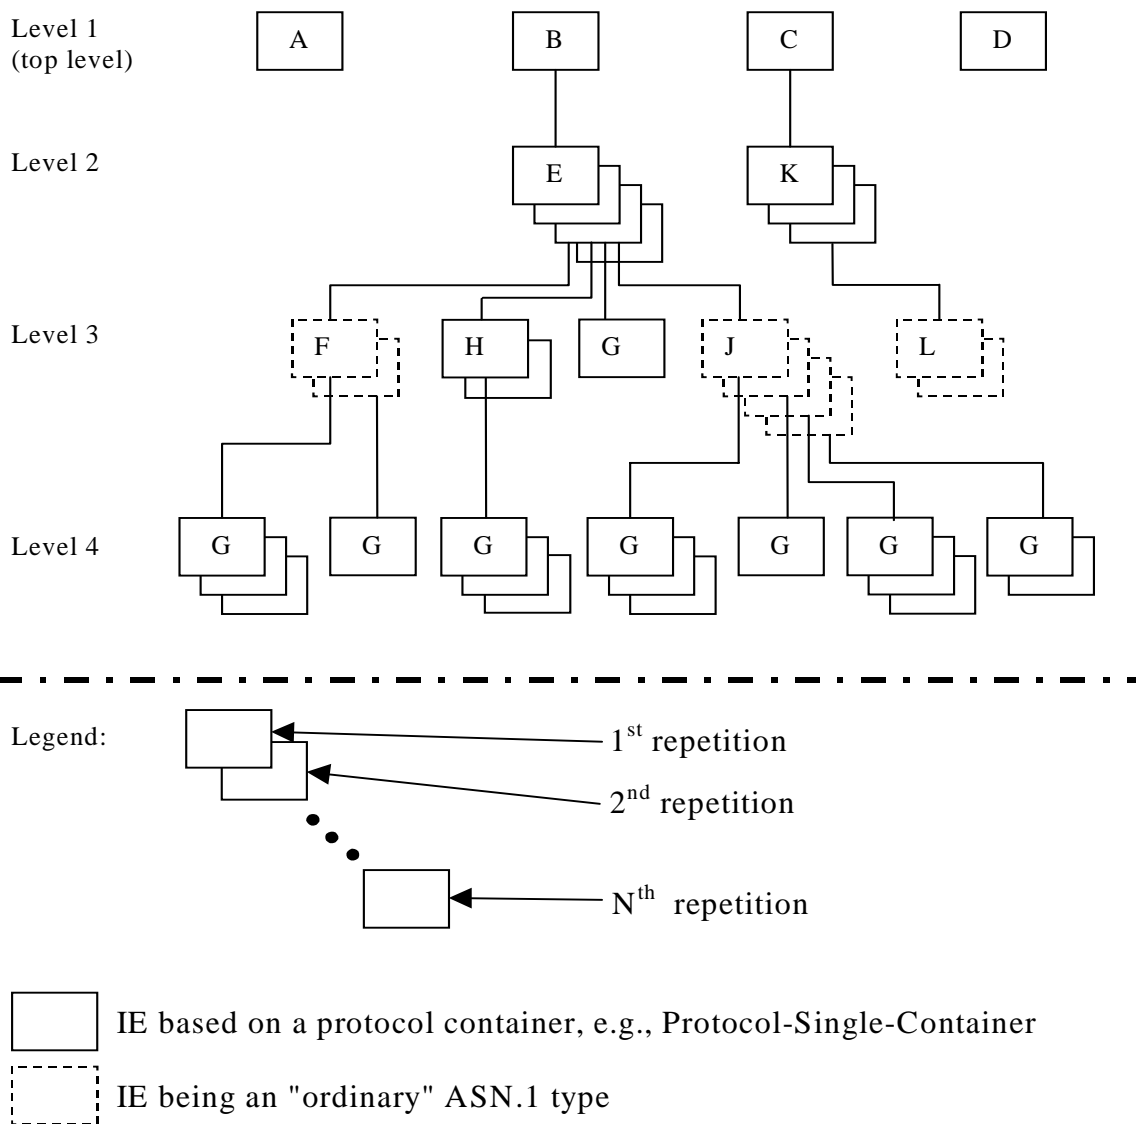 Level 1
(top level)
A
B
C
D
Level 2
E
K
Level 3
F
H
G
J
L
Level 4
G
G
G
G
G
G
G
Legend:
1st repetition
2nd repetition
Nth repetition
IE based on a protocol container, e.g., Protocol-Single-Container
IE being an "ordinary" ASN.1 type